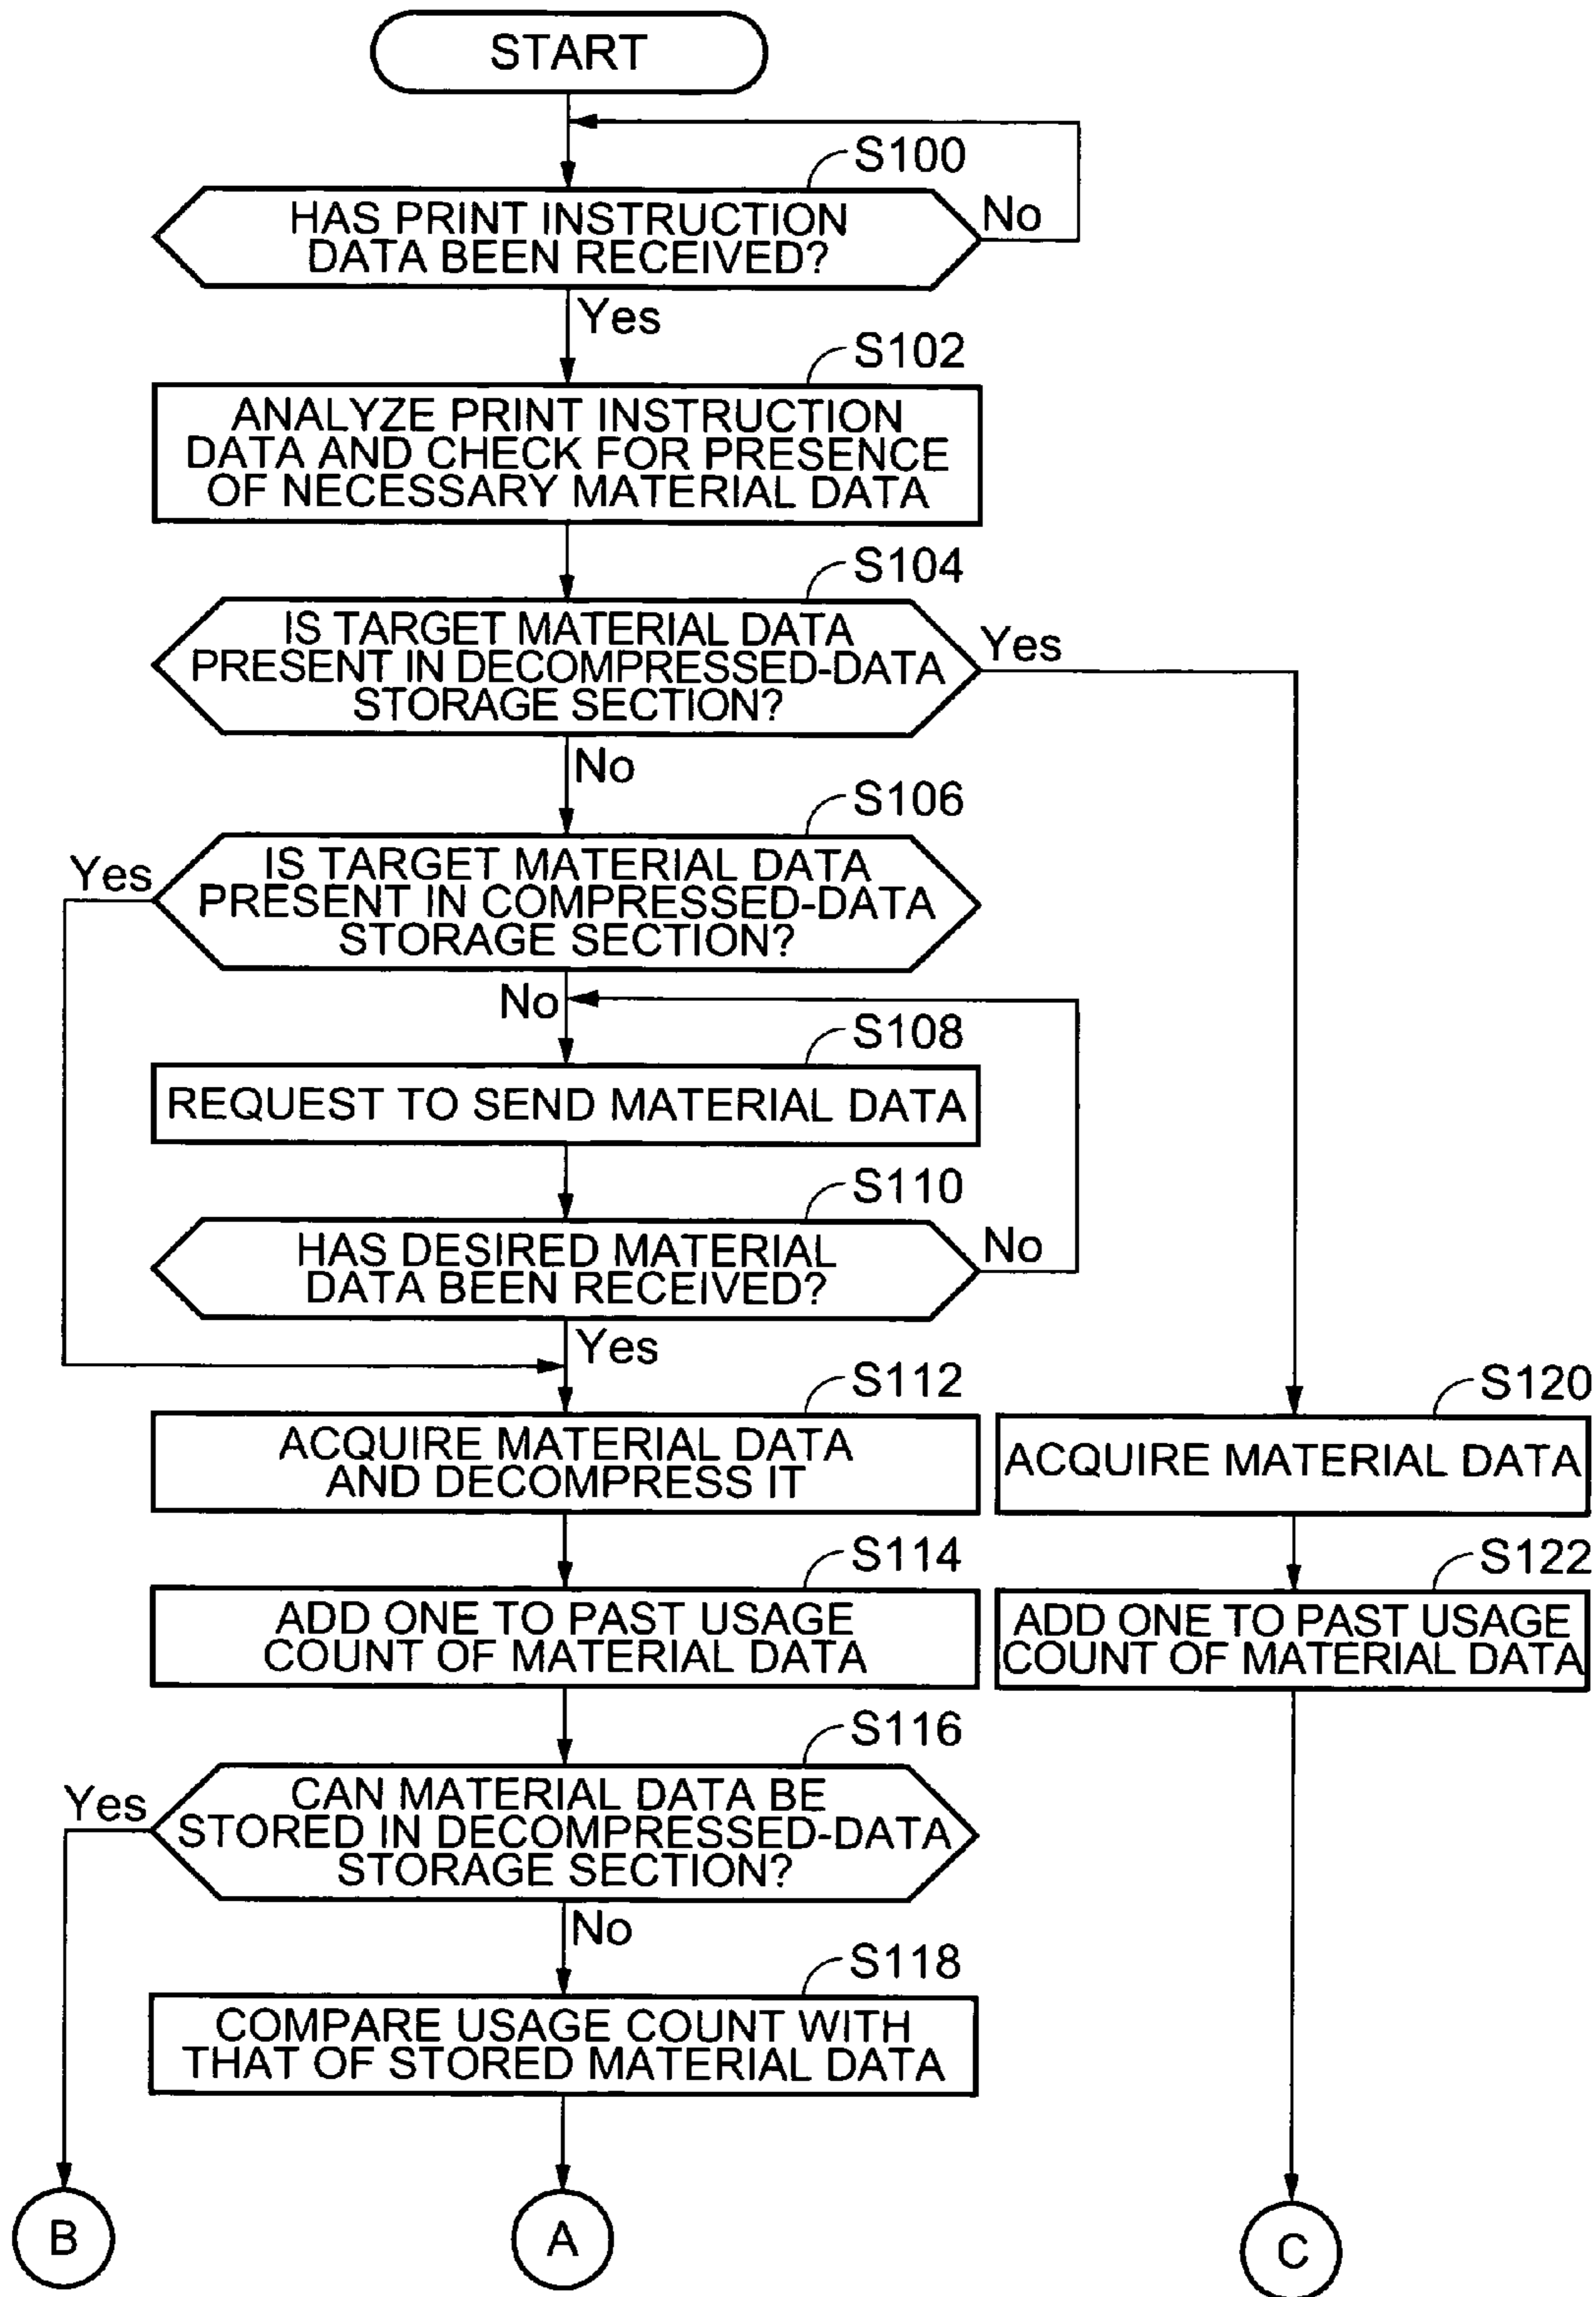 START
S100
HAS PRINT INSTRUCTION
DATA BEEN RECEIVED?
No
Yes
S102
ANALYZE PRINT INSTRUCTION
DATA AND CHECK FOR PRESENCE
OF NECESSARY MATERIAL DATA
S104
IS TARGET MATERIAL DATA
PRESENT IN DECOMPRESSED-DATA
STORAGE SECTION?
Yes
No
S106
IS TARGET MATERIAL DATA
PRESENT IN COMPRESSED-DATA
STORAGE SECTION?
Yes
No
S108
REQUEST TO SEND MATERIAL DATA
S110
HAS DESIRED MATERIAL
DATA BEEN RECEIVED?
No
Yes
S112
ACQUIRE MATERIAL DATA
AND DECOMPRESS IT
S120
ACQUIRE MATERIAL DATA
S114
ADD ONE TO PAST USAGE
COUNT OF MATERIAL DATA
S122
ADD ONE TO PAST USAGE
COUNT OF MATERIAL DATA
S116
CAN MATERIAL DATA BE
STORED IN DECOMPRESSED-DATA
STORAGE SECTION?
Yes
No
S118
COMPARE USAGE COUNT WITH
THAT OF STORED MATERIAL DATA
B
A
C